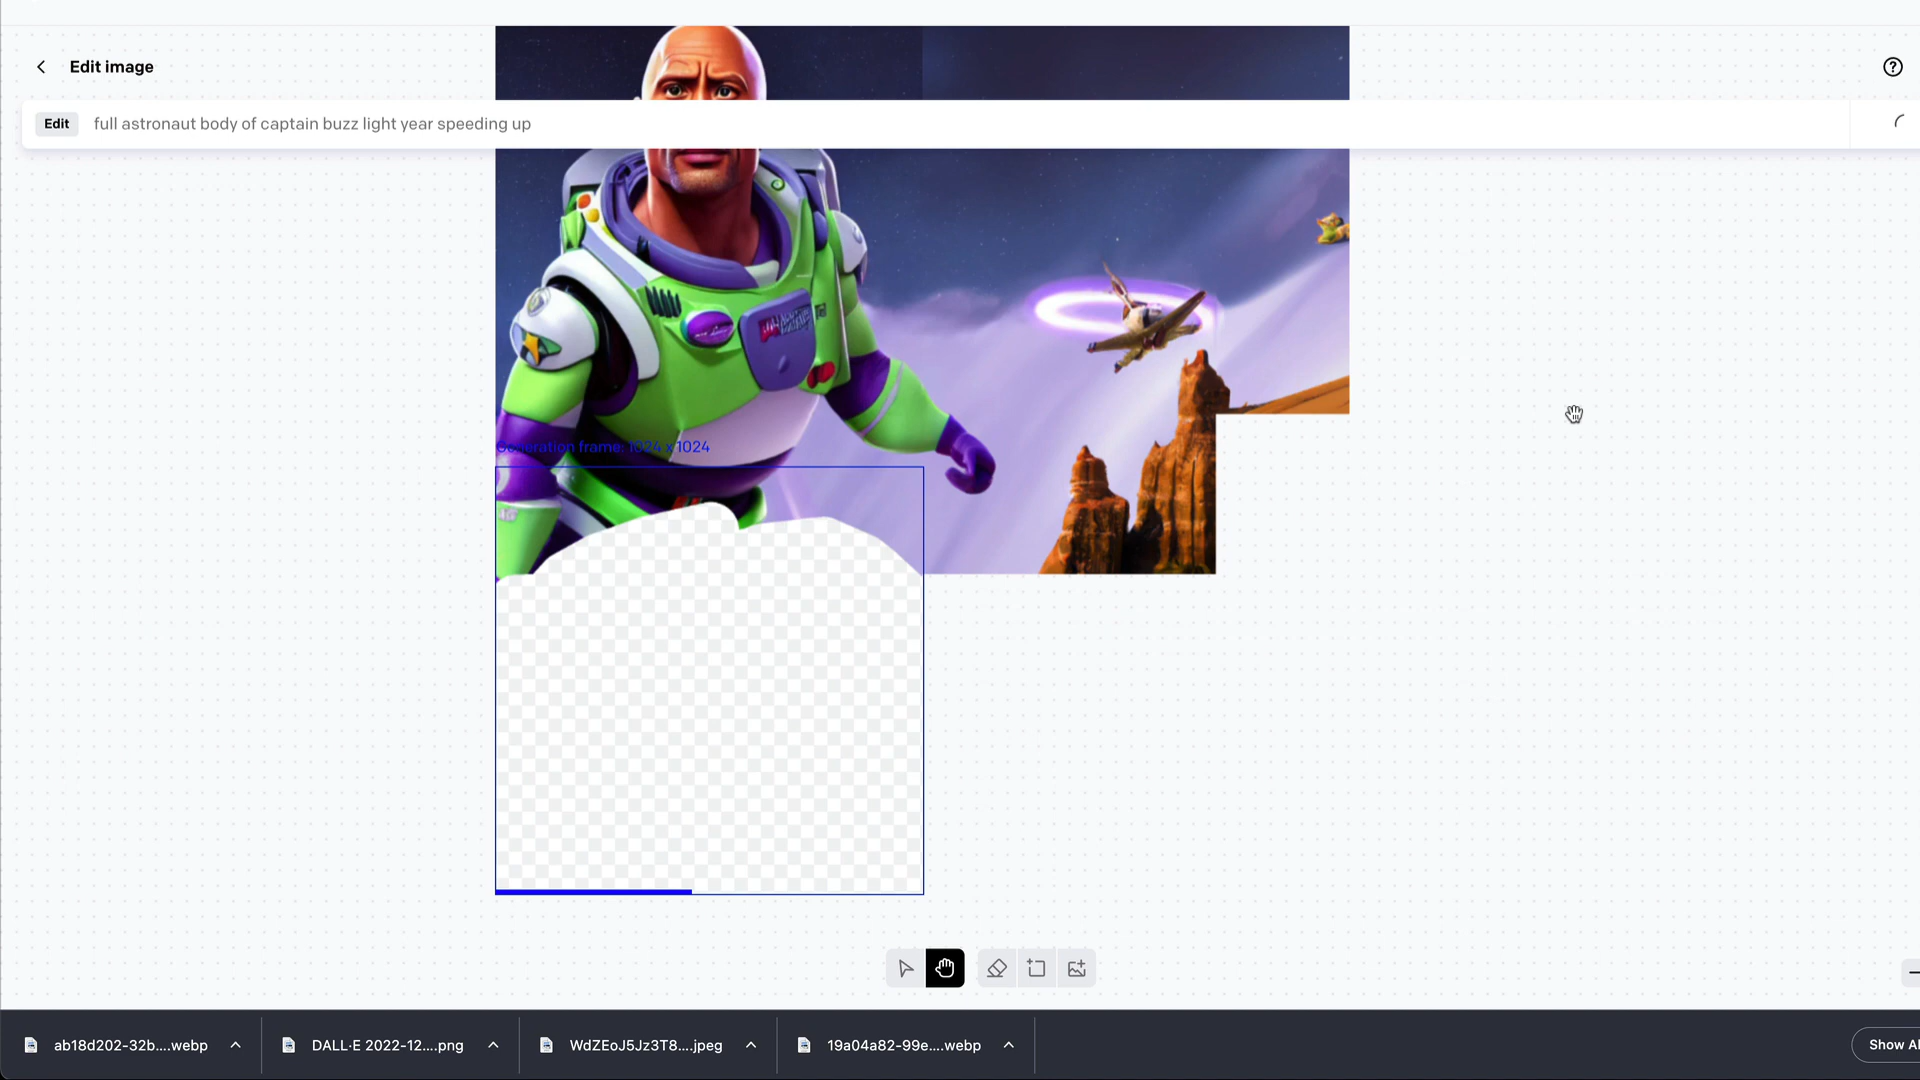 Edit image
Edit full astronaut body of captain buzz light year speeding up
Generation frame: 1024 x 1024
ab18d202-32b....webp
DALL·E 2022-12....png
WdZEoJ5Jz3T8....jpeg
19a04a82-99e....webp
Show Al